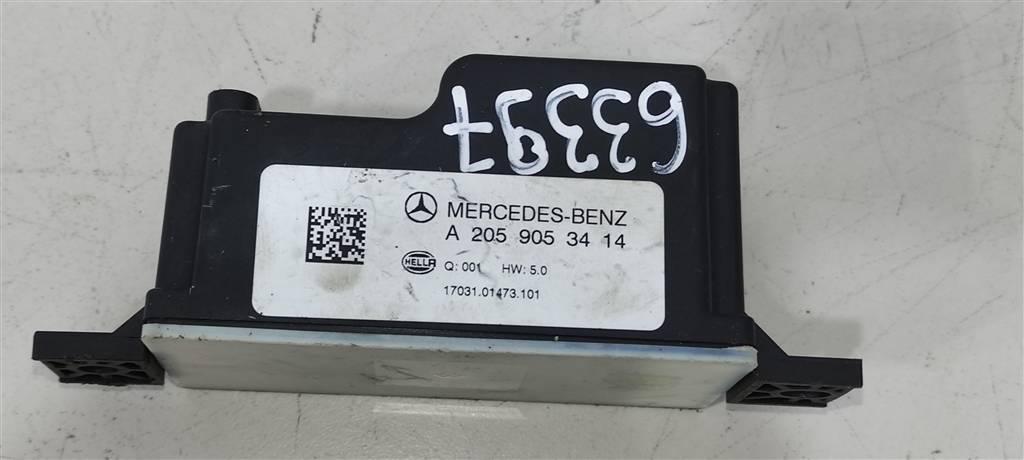 63397
MERCEDES-BENZ
A 205 905 34 14
HELLA Q: 001 HW: 5.0
17031.01473.101